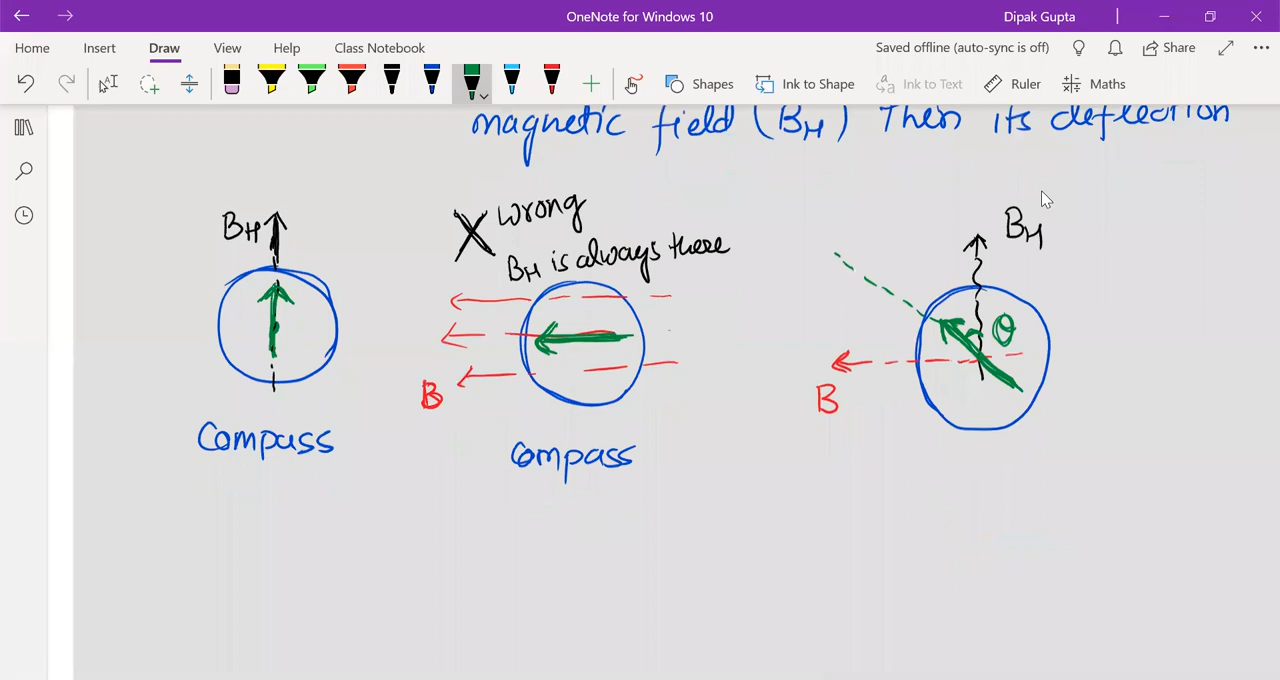 OneNote for Windows 10
Dipak Gupta
Home Insert Draw View Help Class Notebook
Saved offline (auto-sync is off) Share
Shapes Ink to Shape Ink to Text Ruler Maths
magnetic field (BH) Then its deflection
BH
X wrong
BH is always there
BH
θ
B
B
Compass
Compass